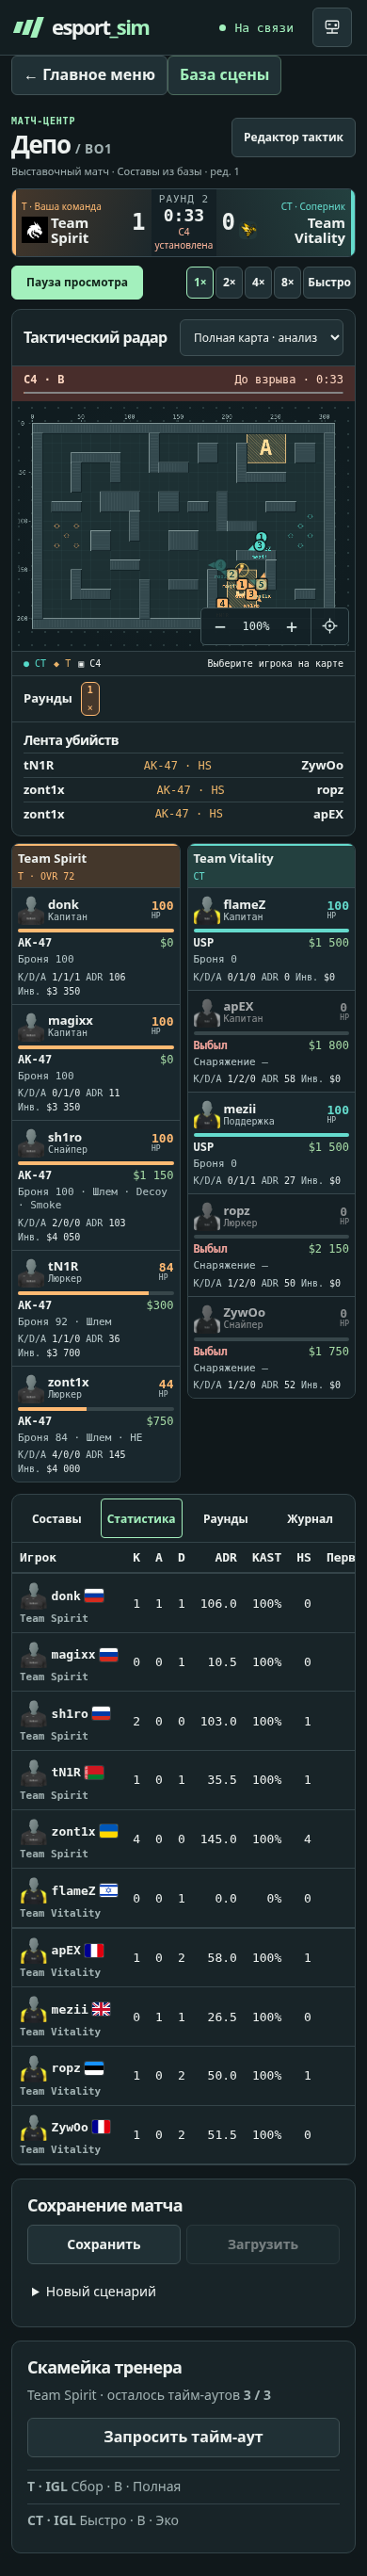 esport_sim
На связи
← Главное меню
База сцены
МАТЧ-ЦЕНТР
Депо / BO1
Редактор тактик
Выставочный матч · Составы из базы · ред. 1
T · Ваша команда
Team Spirit
1
РАУНД 2
0:33
C4 установлена
0
CT · Соперник
Team Vitality
Пауза просмотра
1×
2×
4×
8×
Быстро
Тактический радар
Полная карта · анализ
C4 · B
До взрыва · 0:33
0 50 100 150 200 250 300
A
− 100% +
● CT ◆ T ▣ C4
Выберите игрока на карте
Раунды
1
×
Лента убийств
tN1R AK-47 · HS ZywOo
zont1x AK-47 · HS ropz
zont1x AK-47 · HS apEX
Team Spirit
T · OVR 72
donk 100
Капитан HP
AK-47 $0
Броня 100
K/D/A 1/1/1 ADR 106
Инв. $3 350
magixx 100
Капитан HP
AK-47 $0
Броня 100
K/D/A 0/1/0 ADR 11
Инв. $3 350
sh1ro 100
Снайпер HP
AK-47 $1 150
Броня 100 · Шлем · Decoy
· Smoke
K/D/A 2/0/0 ADR 103
Инв. $4 050
tN1R 84
Люркер HP
AK-47 $300
Броня 92 · Шлем
K/D/A 1/1/0 ADR 36
Инв. $3 700
zont1x 44
Люркер HP
AK-47 $750
Броня 84 · Шлем · HE
K/D/A 4/0/0 ADR 145
Инв. $4 000
Team Vitality
CT
flameZ 100
Капитан HP
USP $1 500
Броня 0
K/D/A 0/1/0 ADR 0 Инв. $0
apEX 0
Капитан HP
Выбыл $1 800
Снаряжение —
K/D/A 1/2/0 ADR 58 Инв. $0
mezii 100
Поддержка HP
USP $1 500
Броня 0
K/D/A 0/1/1 ADR 27 Инв. $0
ropz 0
Люркер HP
Выбыл $2 150
Снаряжение —
K/D/A 1/2/0 ADR 50 Инв. $0
ZywOo 0
Снайпер HP
Выбыл $1 750
Снаряжение —
K/D/A 1/2/0 ADR 52 Инв. $0
Составы
Статистика
Раунды
Журнал
Игрок K A D ADR KAST HS Перв
donk 1 1 1 106.0 100% 0
Team Spirit
magixx 0 0 1 10.5 100% 0
Team Spirit
sh1ro 2 0 0 103.0 100% 1
Team Spirit
tN1R 1 0 1 35.5 100% 1
Team Spirit
zont1x 4 0 0 145.0 100% 4
Team Spirit
flameZ 0 0 1 0.0 0% 0
Team Vitality
apEX 1 0 2 58.0 100% 1
Team Vitality
mezii 0 1 1 26.5 100% 0
Team Vitality
ropz 1 0 2 50.0 100% 1
Team Vitality
ZywOo 1 0 2 51.5 100% 0
Team Vitality
Сохранение матча
Сохранить
Загрузить
▶ Новый сценарий
Скамейка тренера
Team Spirit · осталось тайм-аутов 3 / 3
Запросить тайм-аут
T · IGL Сбор · B · Полная
CT · IGL Быстро · B · Эко